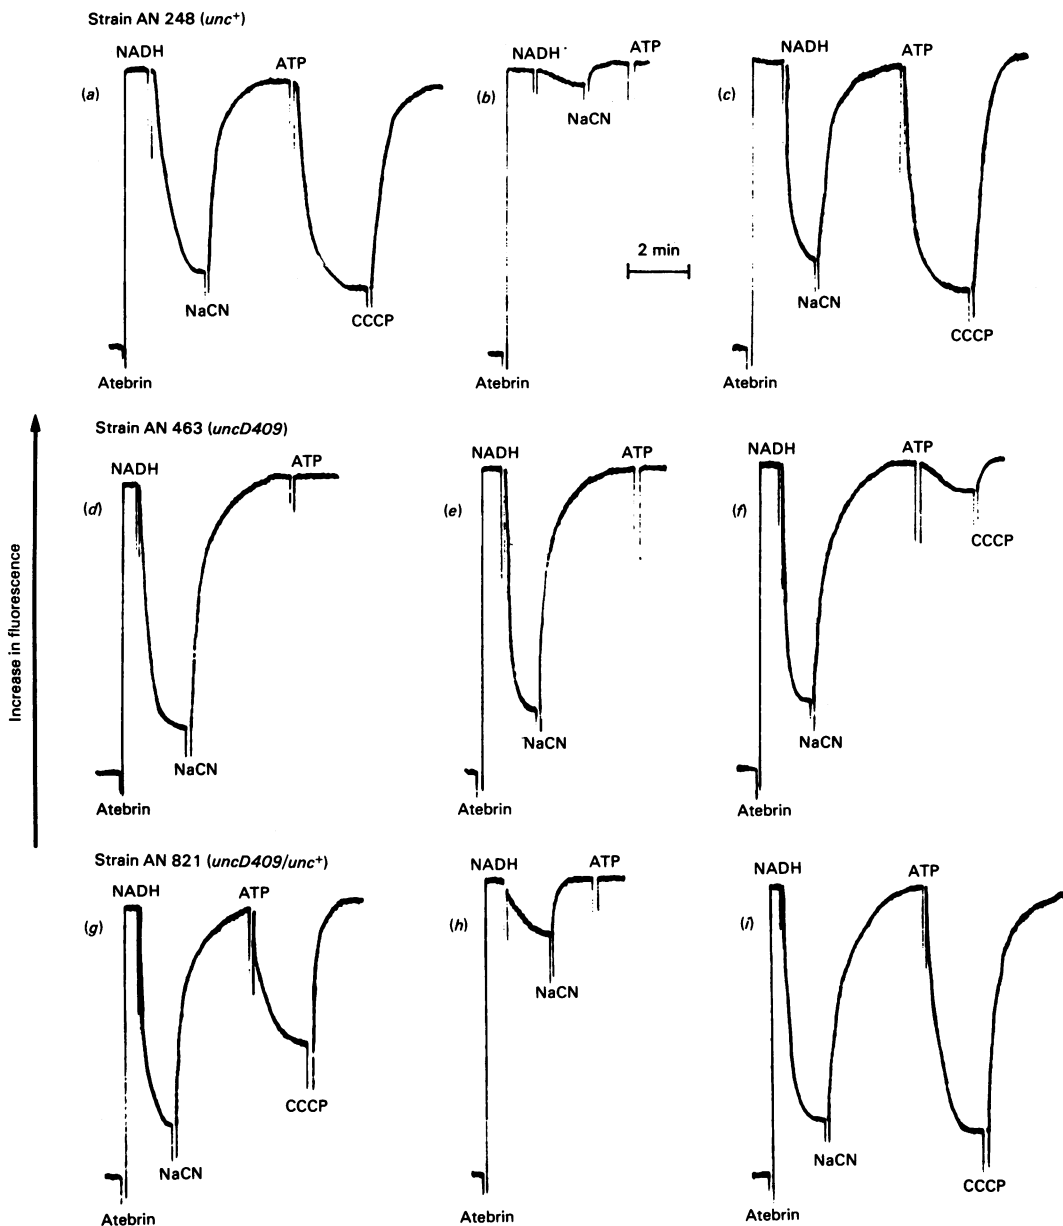 Strain AN 248 (unc+)
NADH
ATP
(a)
NaCN
CCCP
Atebrin
NADH
ATP
(b)
NaCN
Atebrin
2 min
NADH
ATP
(c)
NaCN
CCCP
Atebrin
Increase in fluorescence
Strain AN 463 (uncD409)
NADH
ATP
(d)
NaCN
Atebrin
NADH
ATP
(e)
NaCN
Atebrin
NADH
ATP
(f)
CCCP
NaCN
Atebrin
Strain AN 821 (uncD409/unc+)
NADH
ATP
(g)
CCCP
NaCN
Atebrin
NADH
ATP
(h)
NaCN
Atebrin
NADH
ATP
(i)
NaCN
CCCP
Atebrin